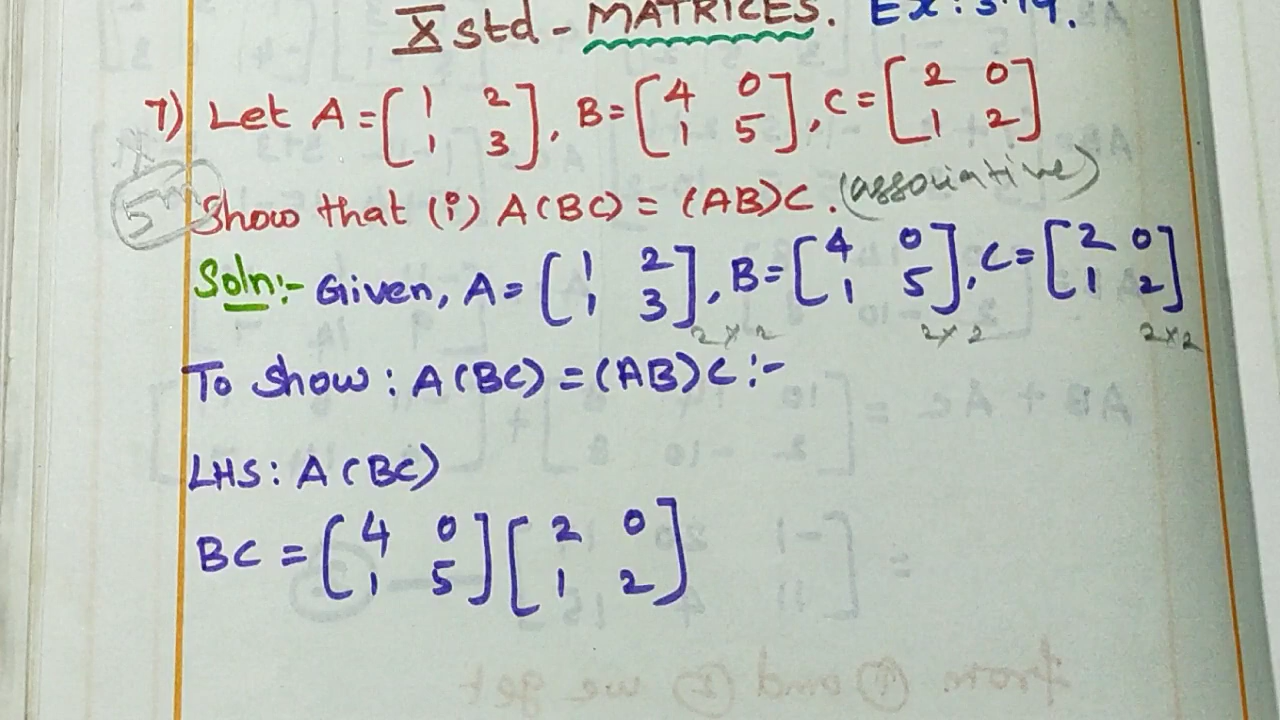 X std - MATRICES. Ex: 3.19.
7) Let A = [1 2 1 3], B = [4 0 1 5], C = [2 0 1 2]
5m Show that (i) A(BC) = (AB)C. (associative)
Soln:- Given, A = [1 2 1 3] 2×2, B = [4 0 1 5] 2×2, C = [2 0 1 2] 2×2
To show: A(BC) = (AB)C :-
LHS: A(BC)
BC = [4 0 1 5] [2 0 1 2]